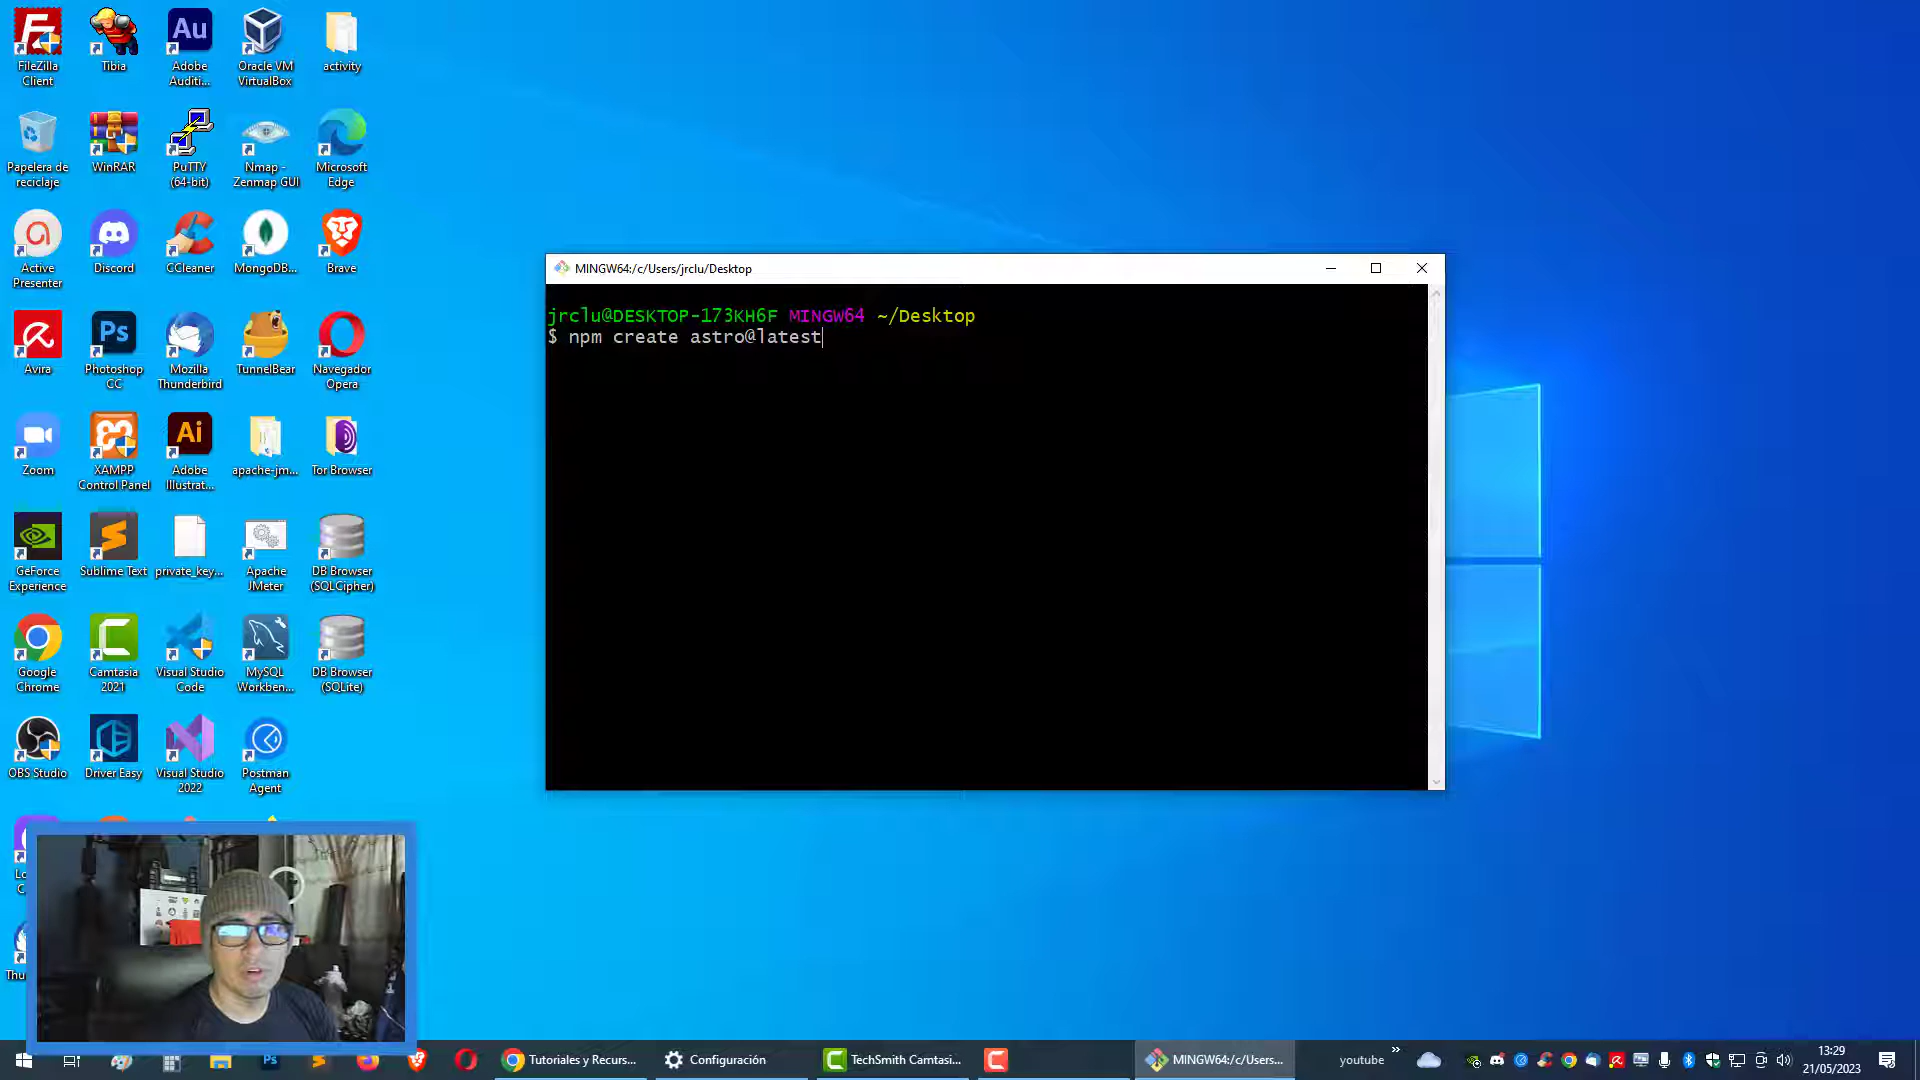 FileZilla Client
Tibia
Adobe Auditi...
Oracle VM VirtualBox
activity
Papelera de reciclaje
WinRAR
PuTTY (64-bit)
Nmap - Zenmap GUI
Microsoft Edge
Active Presenter
Discord
CCleaner
MongoDB...
Brave
Avira
Photoshop CC
Mozilla Thunderbird
TunnelBear
Navegador Opera
Zoom
XAMPP Control Panel
Adobe Illustrat...
apache-jm...
Tor Browser
GeForce Experience
Sublime Text
private_key...
Apache JMeter
DB Browser (SQLCipher)
Google Chrome
Camtasia 2021
Visual Studio Code
MySQL Workben...
DB Browser (SQLite)
OBS Studio
Driver Easy
Visual Studio 2022
Postman Agent
MINGW64:/c/Users/jrclu/Desktop
jrclu@DESKTOP-173KH6F MINGW64 ~/Desktop
$ npm create astro@latest
Tutoriales y Recurs...
Configuración
TechSmith Camtasi...
MINGW64:/c/Users...
youtube
13:29
21/05/2023